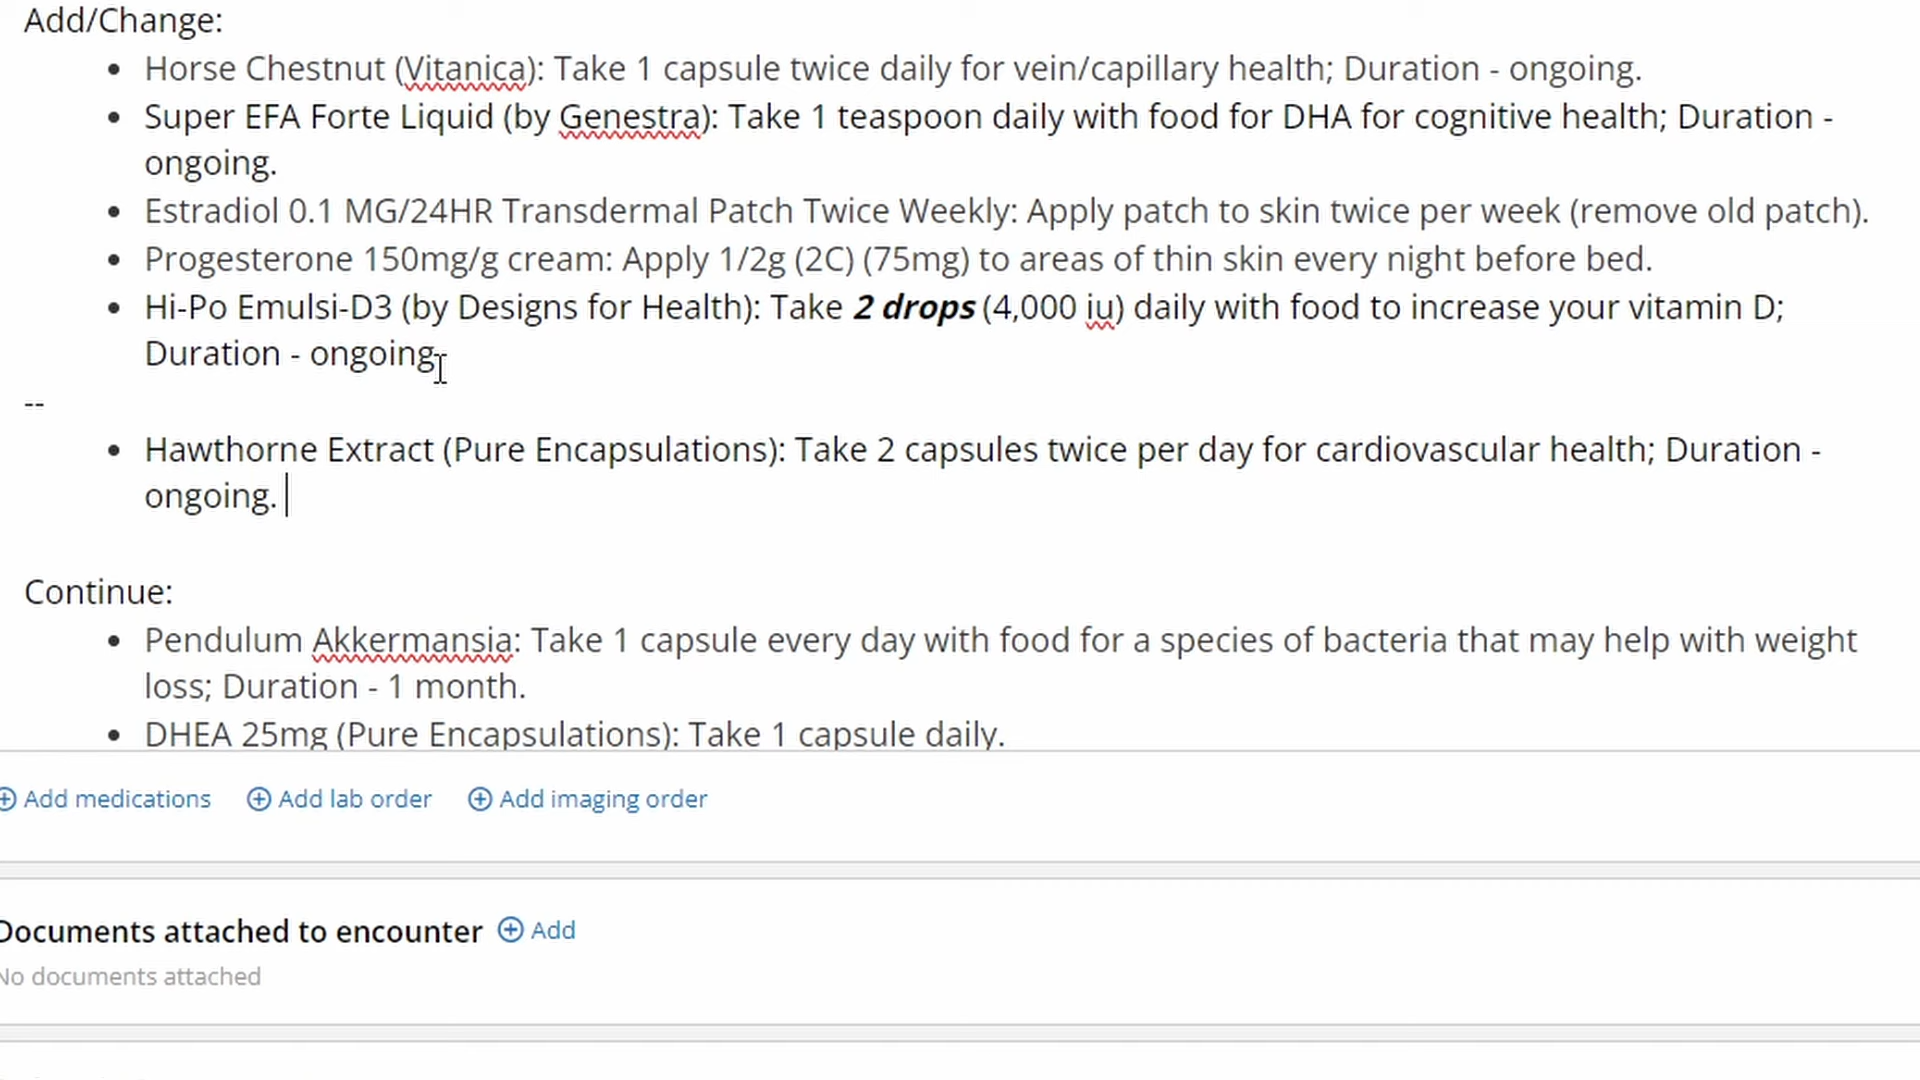 Add/Change:
• Horse Chestnut (Vitanica): Take 1 capsule twice daily for vein/capillary health; Duration - ongoing.
• Super EFA Forte Liquid (by Genestra): Take 1 teaspoon daily with food for DHA for cognitive health; Duration -
ongoing.
• Estradiol 0.1 MG/24HR Transdermal Patch Twice Weekly: Apply patch to skin twice per week (remove old patch).
• Progesterone 150mg/g cream: Apply 1/2g (2C) (75mg) to areas of thin skin every night before bed.
• Hi-Po Emulsi-D3 (by Designs for Health): Take 2 drops (4,000 iu) daily with food to increase your vitamin D;
Duration - ongoing.
--
• Hawthorne Extract (Pure Encapsulations): Take 2 capsules twice per day for cardiovascular health; Duration -
ongoing.
Continue:
• Pendulum Akkermansia: Take 1 capsule every day with food for a species of bacteria that may help with weight
loss; Duration - 1 month.
• DHEA 25mg (Pure Encapsulations): Take 1 capsule daily.
Add medications Add lab order Add imaging order
Documents attached to encounter Add
No documents attached